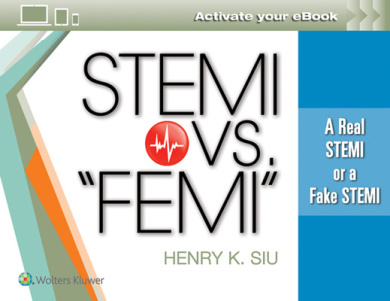 Activate your eBook
STEMI
VS.
"FEMI"
A Real
STEMI
or a
Fake STEMI
HENRY K. SIU
Wolters Kluwer